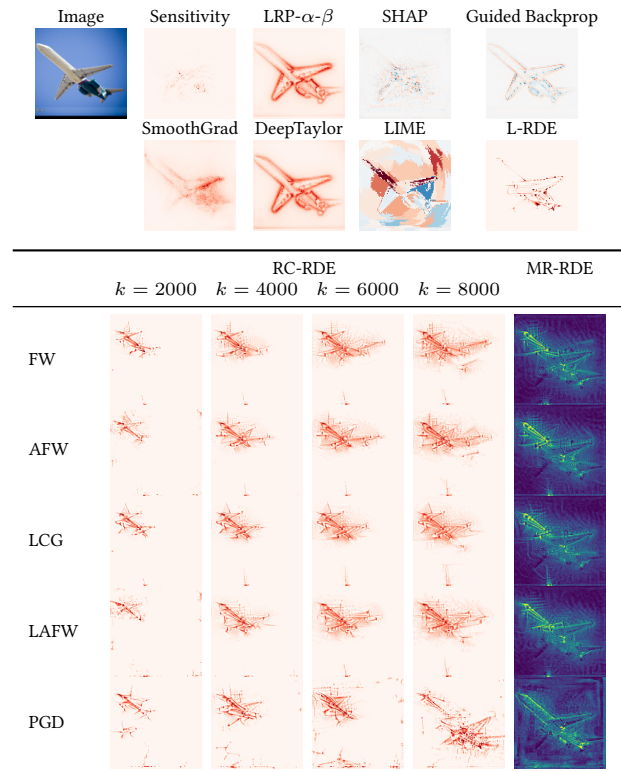 Image Sensitivity LRP-α-β SHAP Guided Backprop
SmoothGrad DeepTaylor LIME L-RDE
RC-RDE MR-RDE
k = 2000 k = 4000 k = 6000 k = 8000
FW
AFW
LCG
LAFW
PGD